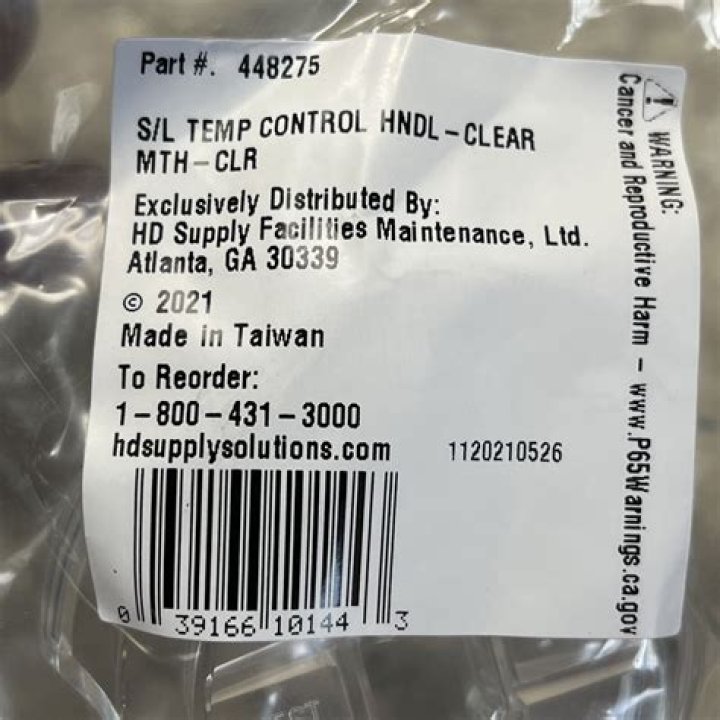 Part #. 448275
S/L TEMP CONTROL HNDL-CLEAR
MTH-CLR
Exclusively Distributed By:
HD Supply Facilities Maintenance, Ltd.
Atlanta, GA 30339
© 2021
Made in Taiwan
To Reorder:
1-800-431-3000
hdsupplysolutions.com 1120210526
0 39166 10144 3
WARNING:
Cancer and Reproductive Harm - www.P65Warnings.ca.gov